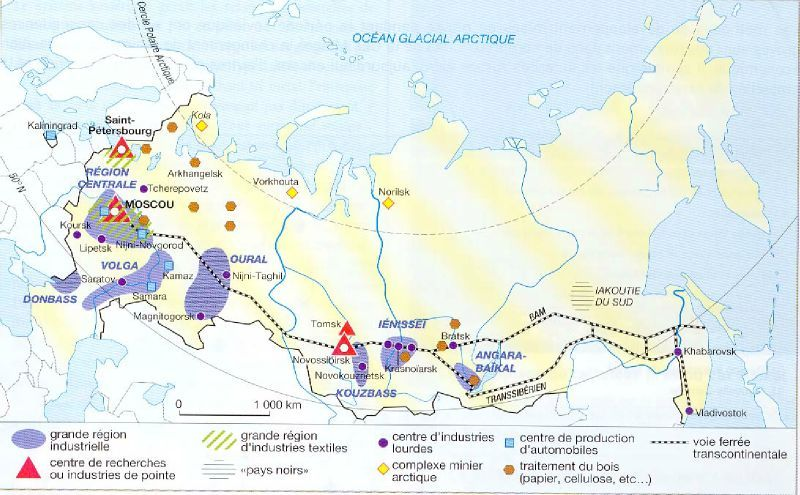 OCÉAN GLACIAL ARCTIQUE
Cercle Polaire Arctique
Kola
Saint-
Pétersbourg
Kaliningrad
Arkhangelsk
RÉGION
CENTRALE
Tcherepovetz
Vorkhouta
Norilsk
50° N
MOSCOU
Koursk
Lipetsk
Nijni-Novgorod
OURAL
VOLGA
Kamaz
Nijni-Taghil
Saratov
IAKOUTIE
DU SUD
DONBASS
Samara
Magnitogorsk
Tomsk
IÉNISSEÏ
BAM
Bratsk
Novossibirsk
Krasnoïarsk
ANGARA-
BAÏKAL
Khabarovsk
Novokouznetsk
KOUZBASS
TRANSSIBÉRIEN
Vladivostok
0 1 000 km
grande région
industrielle
grande région
d'industries textiles
centre d'industries
lourdes
centre de production
d'automobiles
voie ferrée
transcontinentale
centre de recherches
ou industries de pointe
«pays noirs»
complexe minier
arctique
traitement du bois
(papier, cellulose, etc...)